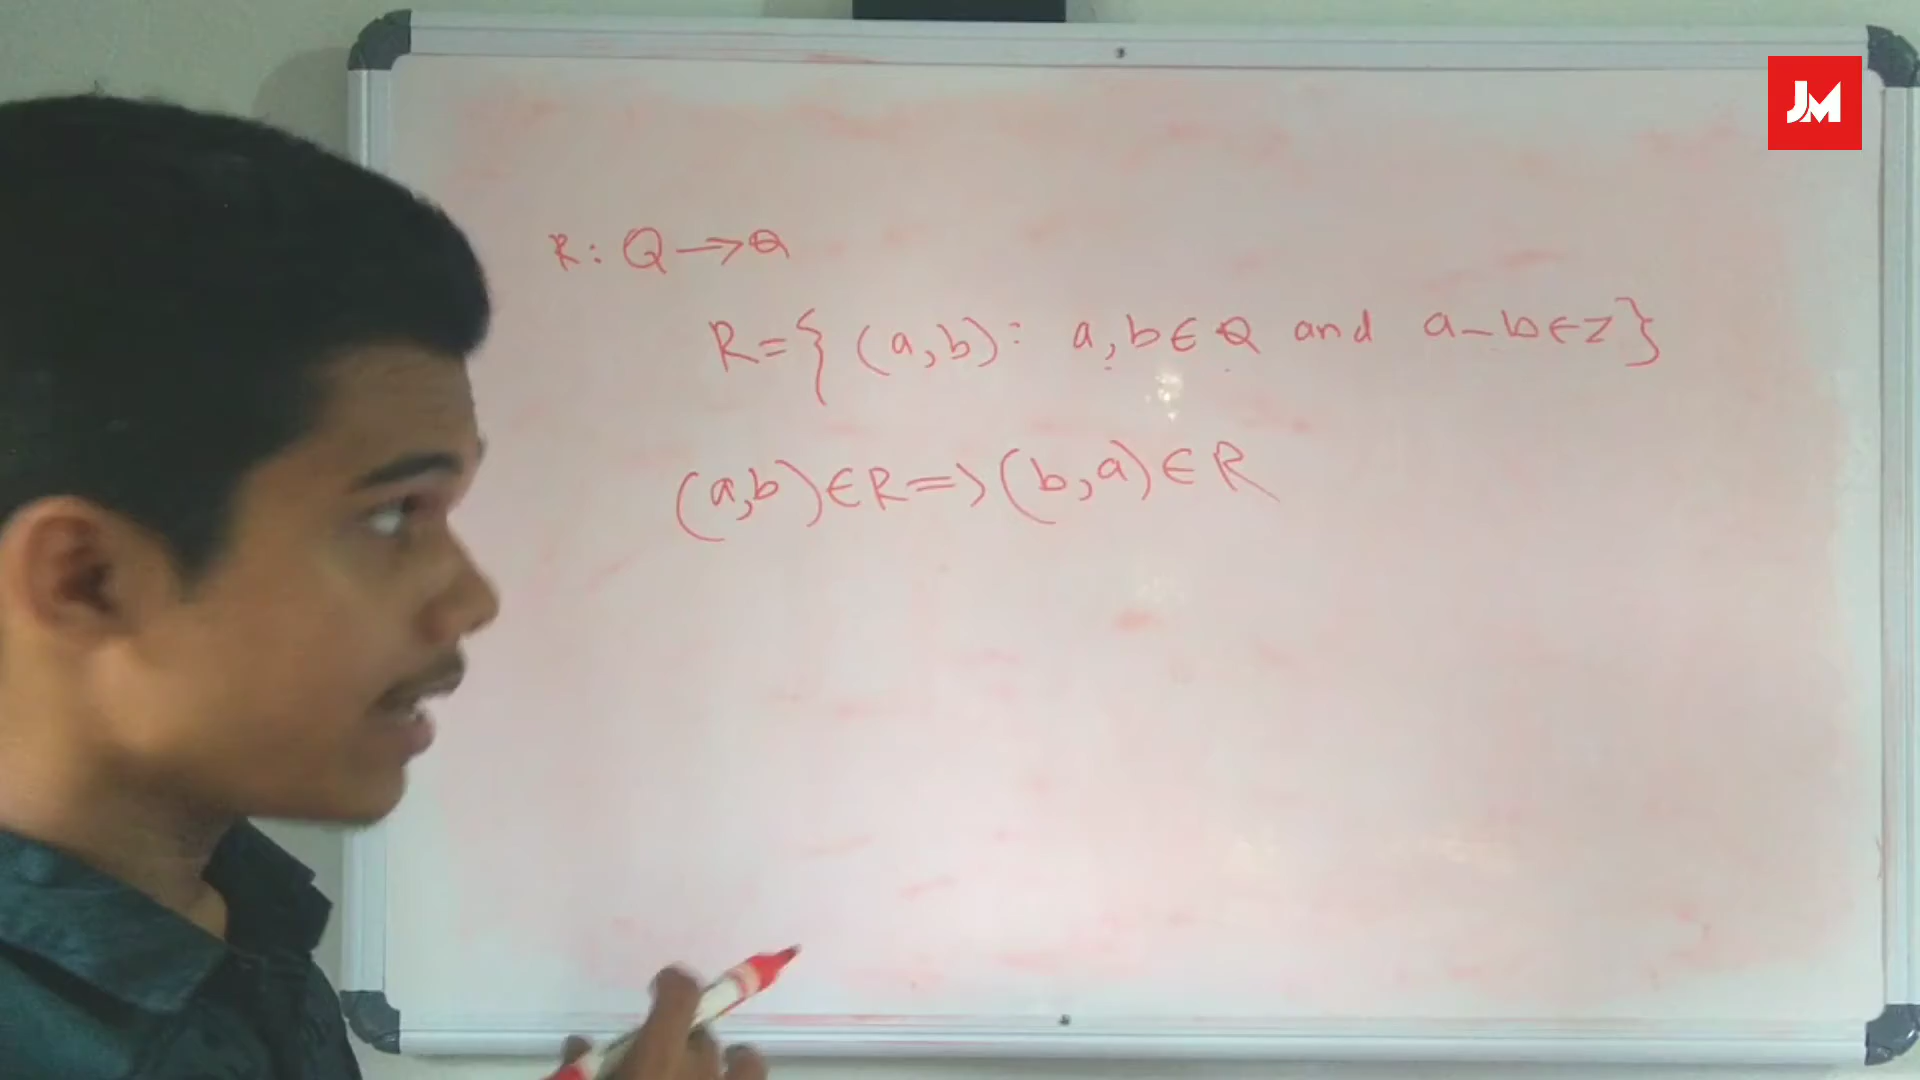 JM
R: Q → Q
R = { (a,b): a, b ∈ Q and a - b ∈ Z }
(a,b) ∈ R => (b,a) ∈ R